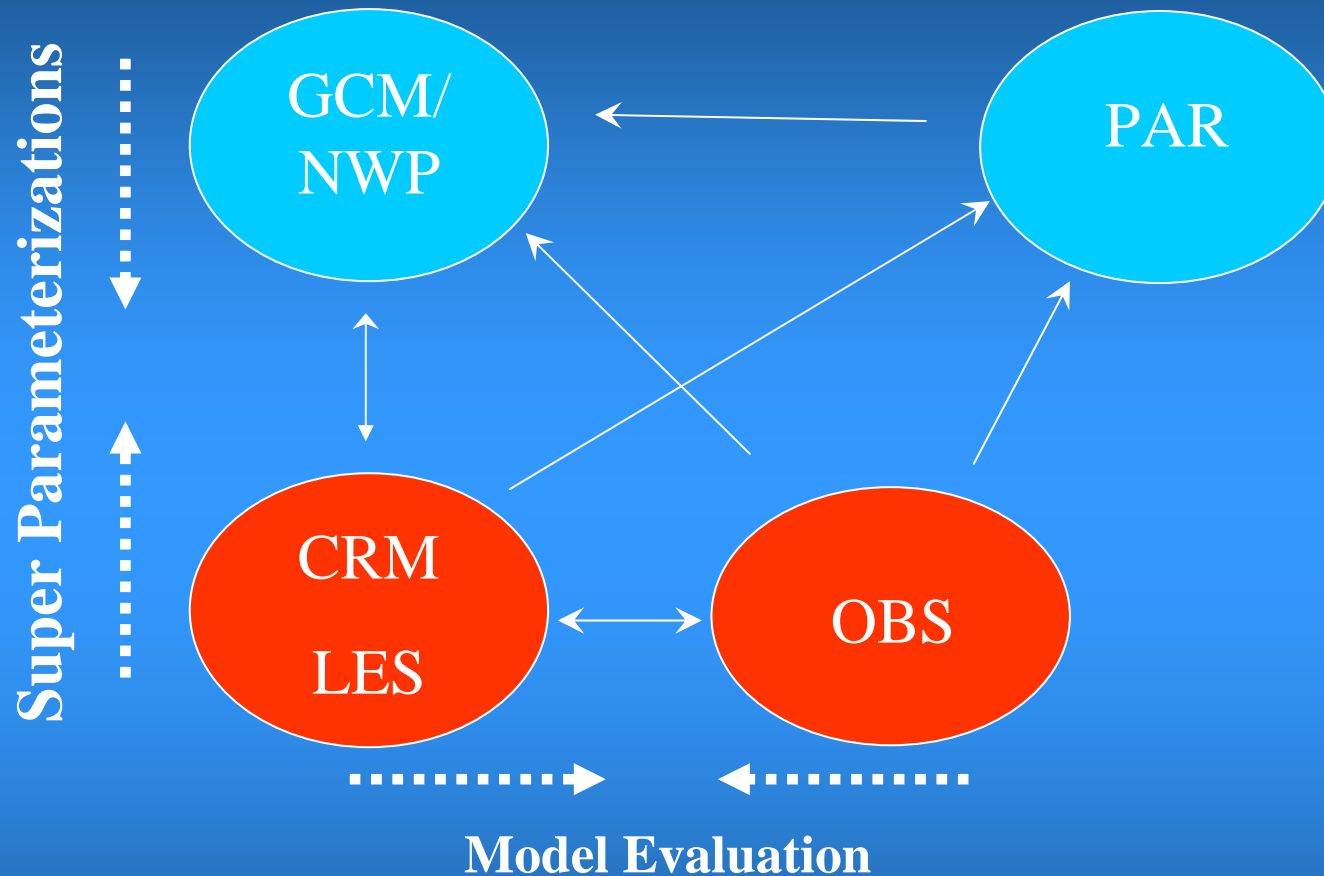 Super Parameterizations
GCM/
NWP
PAR
CRM
LES
OBS
Model Evaluation